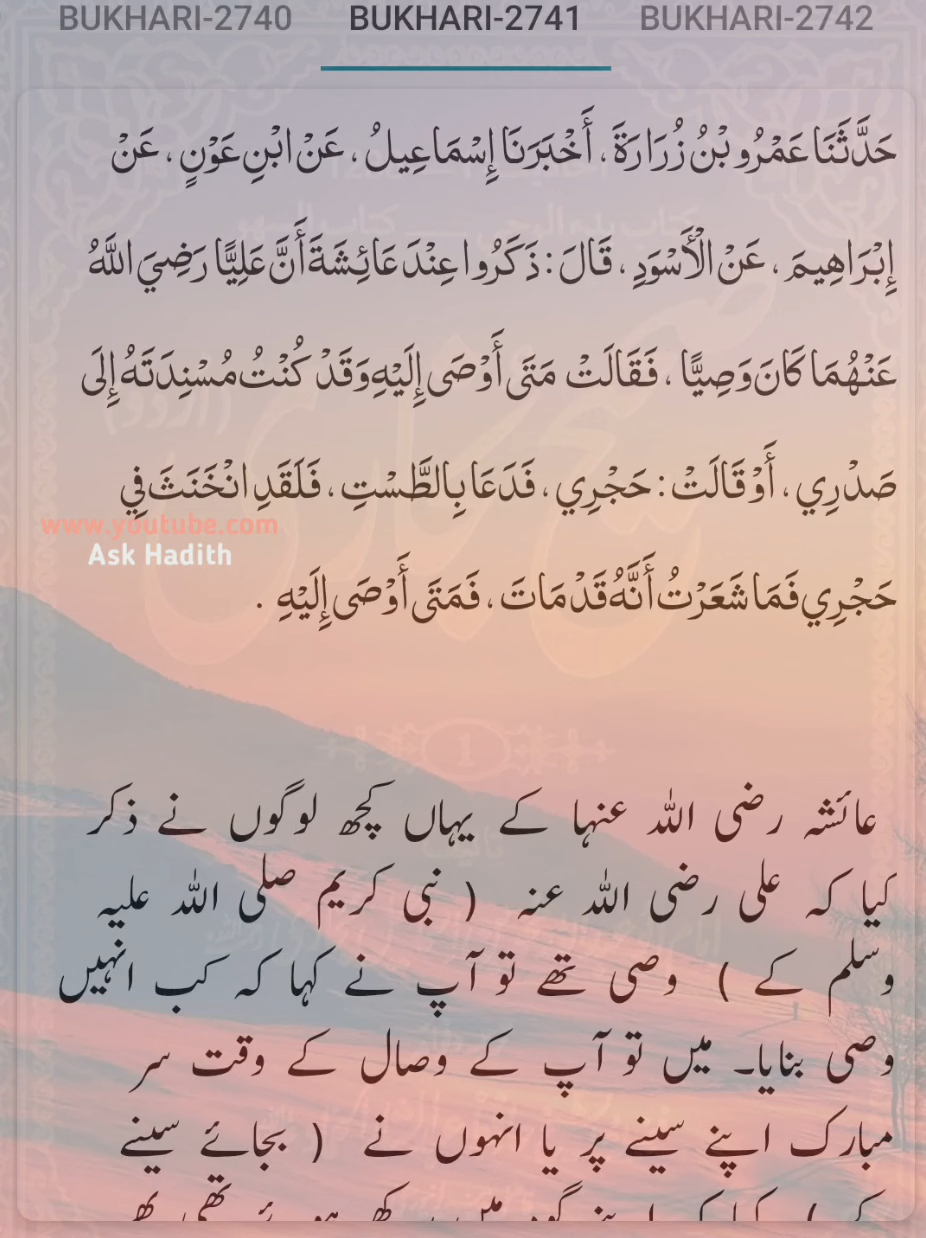 BUKHARI-2740 BUKHARI-2741 BUKHARI-2742
حَدَّثَنَا عَمْرُو بْنُ زُرَارَةَ ، أَخْبَرَنَا إِسْمَاعِيلُ ، عَنْ ابْنِ عَوْنٍ ، عَنْ
إِبْرَاهِيمَ ، عَنْ الْأَسْوَدِ ، قَالَ : ذَكَرُوا عِنْدَ عَائِشَةَ أَنَّ عَلِيًّا رَضِيَ اللَّهُ
عَنْهُمَا كَانَ وَصِيًّا ، فَقَالَتْ مَتَى أَوْصَى إِلَيْهِ وَقَدْ كُنْتُ مُسْنِدَتَهُ إِلَى
صَدْرِي ، أَوْ قَالَتْ : حَجْرِي ، فَدَعَا بِالطَّسْتِ ، فَلَقَدِ انْخَنَثَ فِي
www.youtube.com
Ask Hadith
حَجْرِي فَمَا شَعَرْتُ أَنَّهُ قَدْ مَاتَ ، فَمَتَى أَوْصَى إِلَيْهِ .
عائشہ رضی اللہ عنہا کے یہاں کچھ لوگوں نے ذکر
کیا کہ علی رضی اللہ عنہ ( نبی کریم صلی اللہ علیہ
وسلم کے ) وصی تھے تو آپ نے کہا کہ کب انہیں
وصی بنایا۔ میں تو آپ کے وصال کے وقت سر
مبارک اپنے سینے پر یا انہوں نے ( بجائے سینے